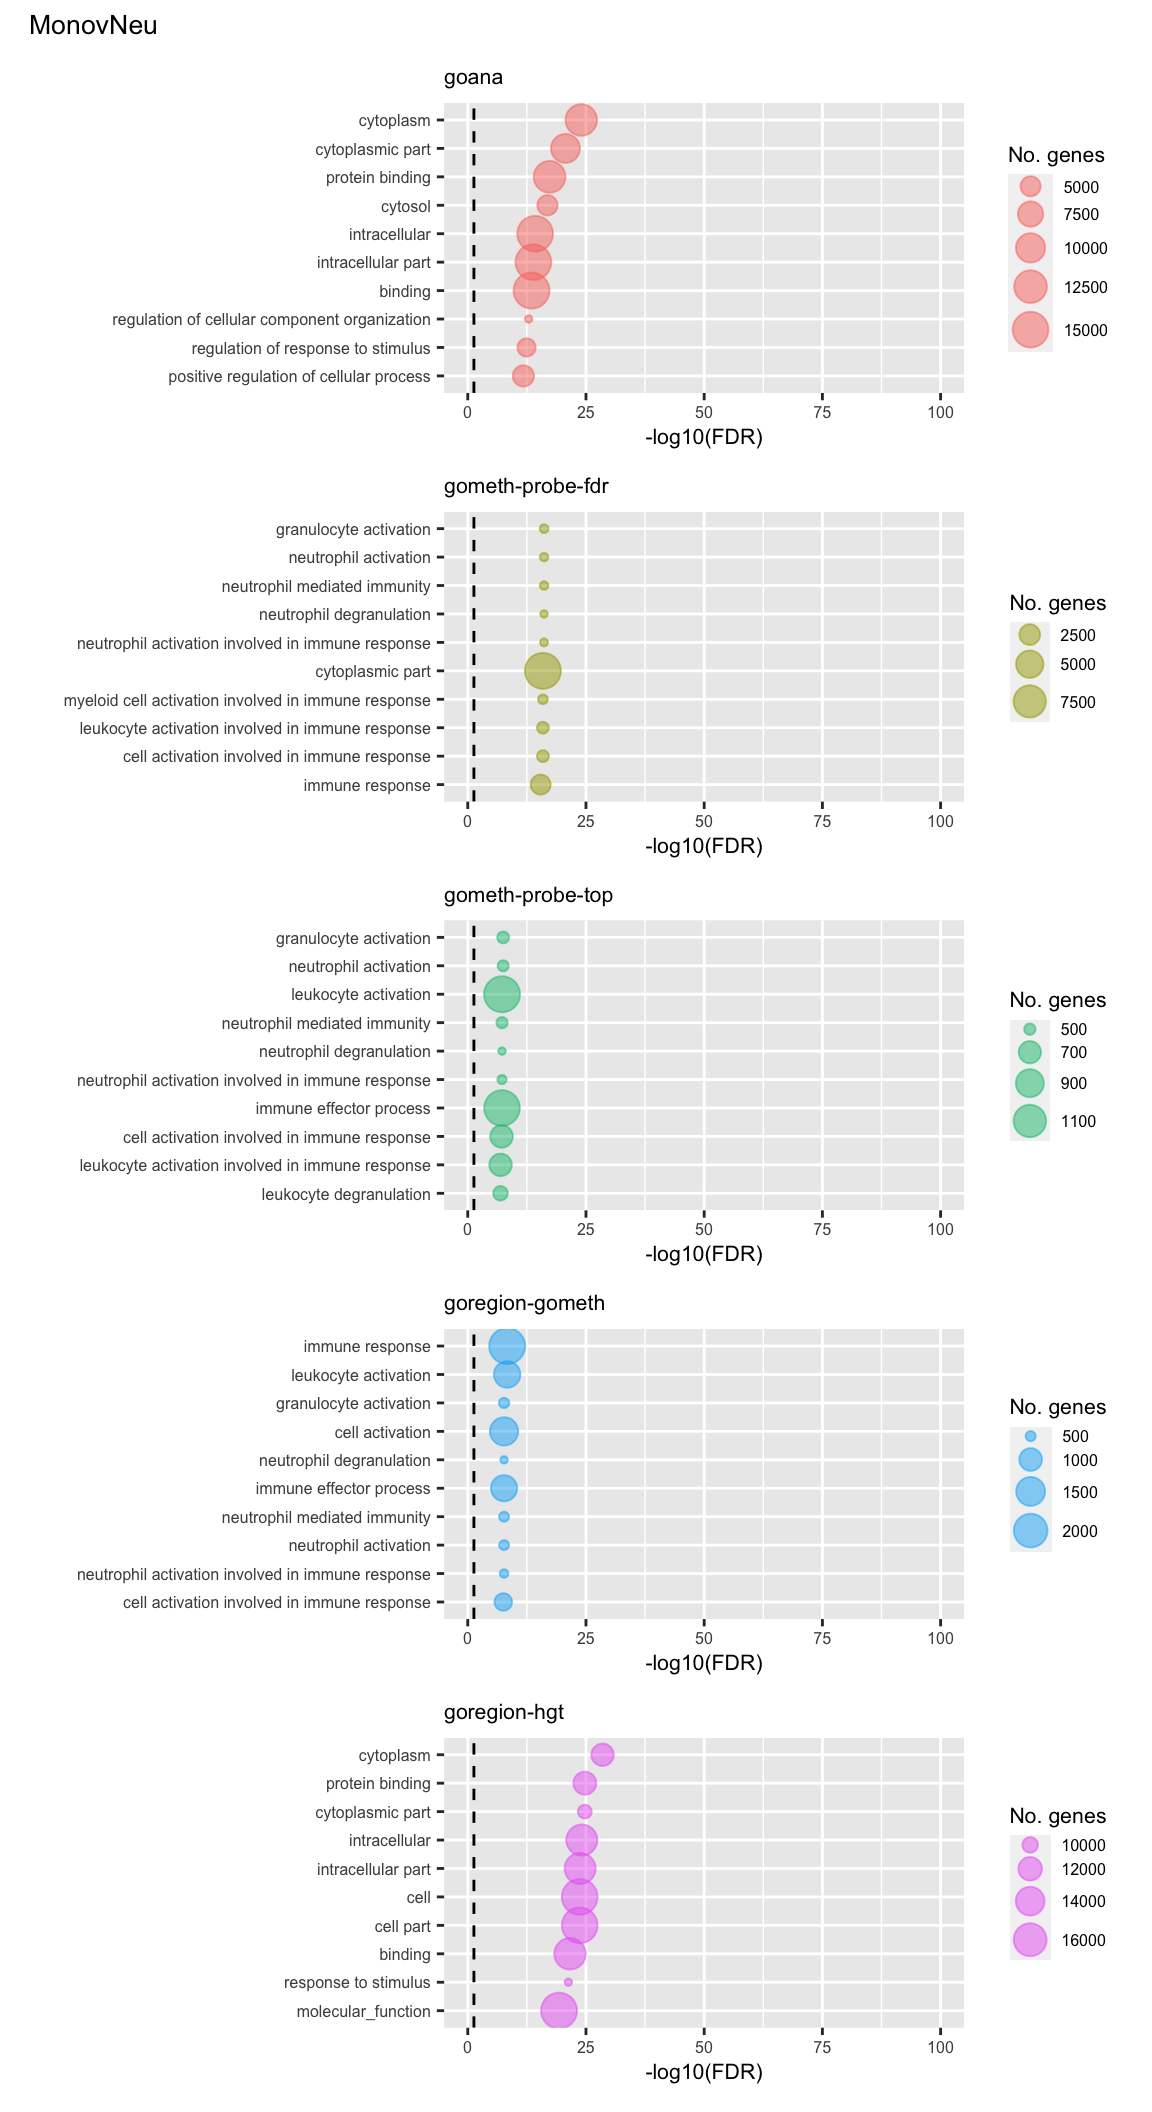 MonovNeu
goana
cytoplasm
cytoplasmic part
protein binding
cytosol
intracellular
intracellular part
binding
regulation of cellular component organization
regulation of response to stimulus
positive regulation of cellular process
0 25 50 75 100
-log10(FDR)
No. genes
5000
7500
10000
12500
15000
gometh-probe-fdr
granulocyte activation
neutrophil activation
neutrophil mediated immunity
neutrophil degranulation
neutrophil activation involved in immune response
cytoplasmic part
myeloid cell activation involved in immune response
leukocyte activation involved in immune response
cell activation involved in immune response
immune response
0 25 50 75 100
-log10(FDR)
No. genes
2500
5000
7500
gometh-probe-top
granulocyte activation
neutrophil activation
leukocyte activation
neutrophil mediated immunity
neutrophil degranulation
neutrophil activation involved in immune response
immune effector process
cell activation involved in immune response
leukocyte activation involved in immune response
leukocyte degranulation
0 25 50 75 100
-log10(FDR)
No. genes
500
700
900
1100
goregion-gometh
immune response
leukocyte activation
granulocyte activation
cell activation
neutrophil degranulation
immune effector process
neutrophil mediated immunity
neutrophil activation
neutrophil activation involved in immune response
cell activation involved in immune response
0 25 50 75 100
-log10(FDR)
No. genes
500
1000
1500
2000
goregion-hgt
cytoplasm
protein binding
cytoplasmic part
intracellular
intracellular part
cell
cell part
binding
response to stimulus
molecular_function
0 25 50 75 100
-log10(FDR)
No. genes
10000
12000
14000
16000